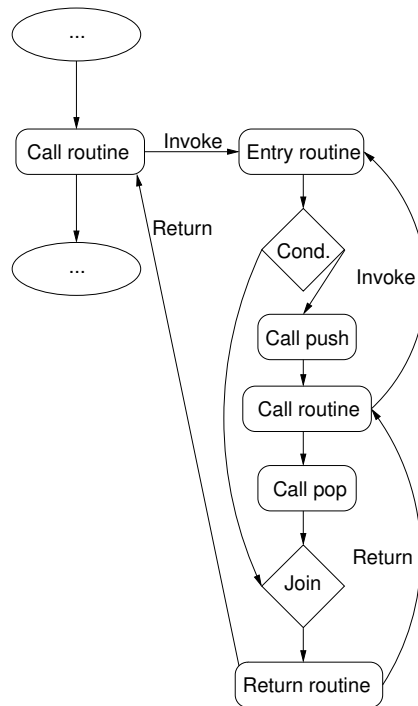 ...
Call routine
Invoke
Entry routine
Return
...
Cond.
Invoke
Call push
Call routine
Call pop
Return
Join
Return routine